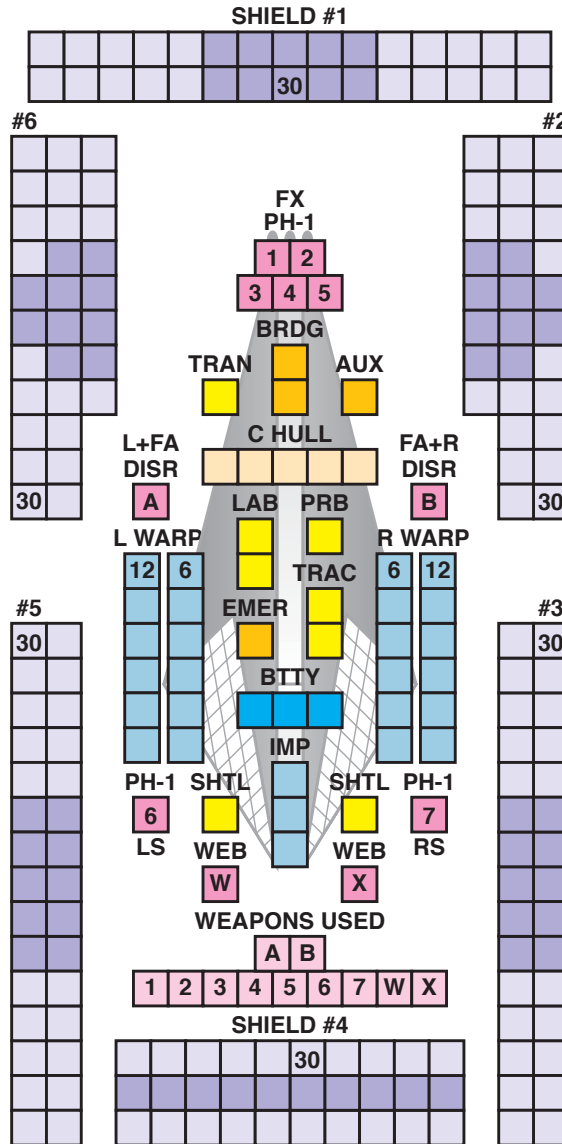 SHIELD #1
30
#6 #2
FX
PH-1
1 2
3 4 5
BRDG
TRAN AUX
C HULL
L+FA FA+R
DISR DISR
A B
30 30
LAB PRB
L WARP R WARP
12 6 6 12
TRAC
#5 EMER #3
30 30
BTTY
IMP
PH-1 SHTL SHTL PH-1
6 7
LS WEB WEB RS
W X
WEAPONS USED
A B
1 2 3 4 5 6 7 W X
SHIELD #4
30